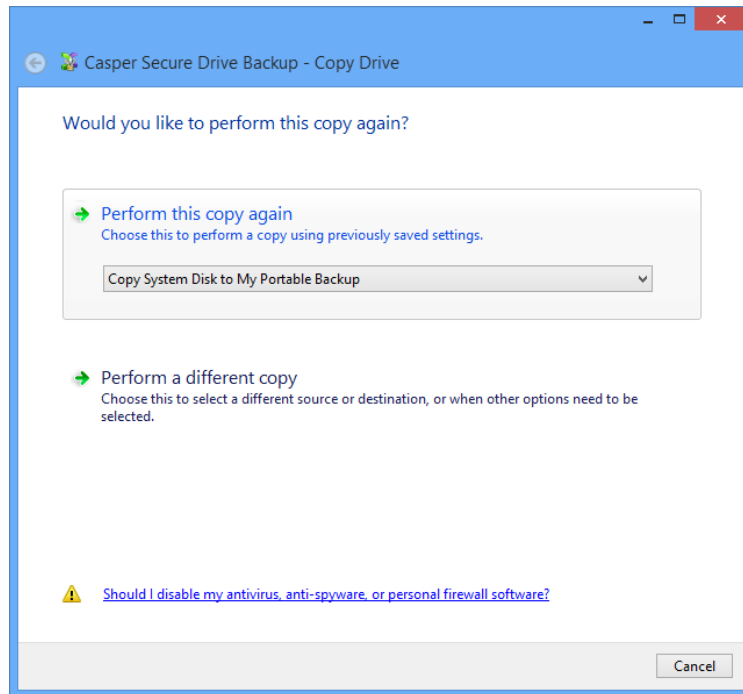 Casper Secure Drive Backup - Copy Drive
Would you like to perform this copy again?
Perform this copy again
Choose this to perform a copy using previously saved settings.
Copy System Disk to My Portable Backup
Perform a different copy
Choose this to select a different source or destination, or when other options need to be
selected.
Should I disable my antivirus, anti-spyware, or personal firewall software?
Cancel